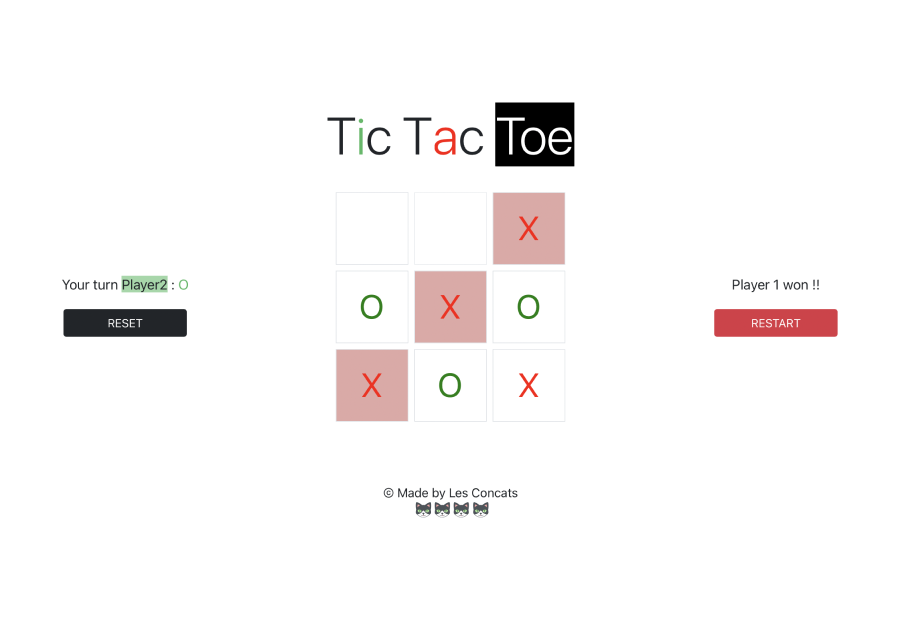 Tic Tac Toe
X
O X O
X O X
Your turn Player2 : O
RESET
Player 1 won !!
RESTART
© Made by Les Concats